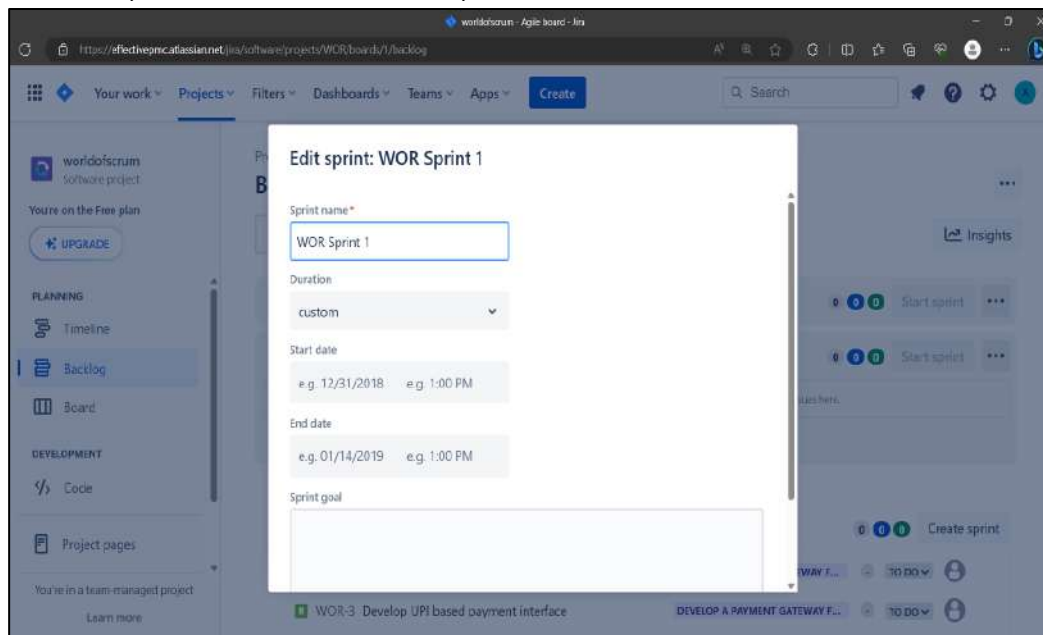 worldofscrum - Agile board - Jira
https://effectivepmc.atlassian.net/jira/software/projects/WOR/boards/1/backlog
Your work Projects Filters Dashboards Teams Apps Create Search
worldofscrum
Software project
You're on the Free plan
UPGRADE
PLANNING
Timeline
Backlog
Board
DEVELOPMENT
Code
Project pages
You're in a team-managed project
Learn more
B
Insights
Edit sprint: WOR Sprint 1
Sprint name*
WOR Sprint 1
Duration
custom
Start date
e.g. 12/31/2018 e.g. 1:00 PM
End date
e.g. 01/14/2019 e.g. 1:00 PM
Sprint goal
0 0 0 Start sprint
0 0 0 Start sprint
issues here.
0 0 0 Create sprint
EWAY F... - TO DO
WOR-3 Develop UPI based payment interface DEVELOP A PAYMENT GATEWAY F... - TO DO